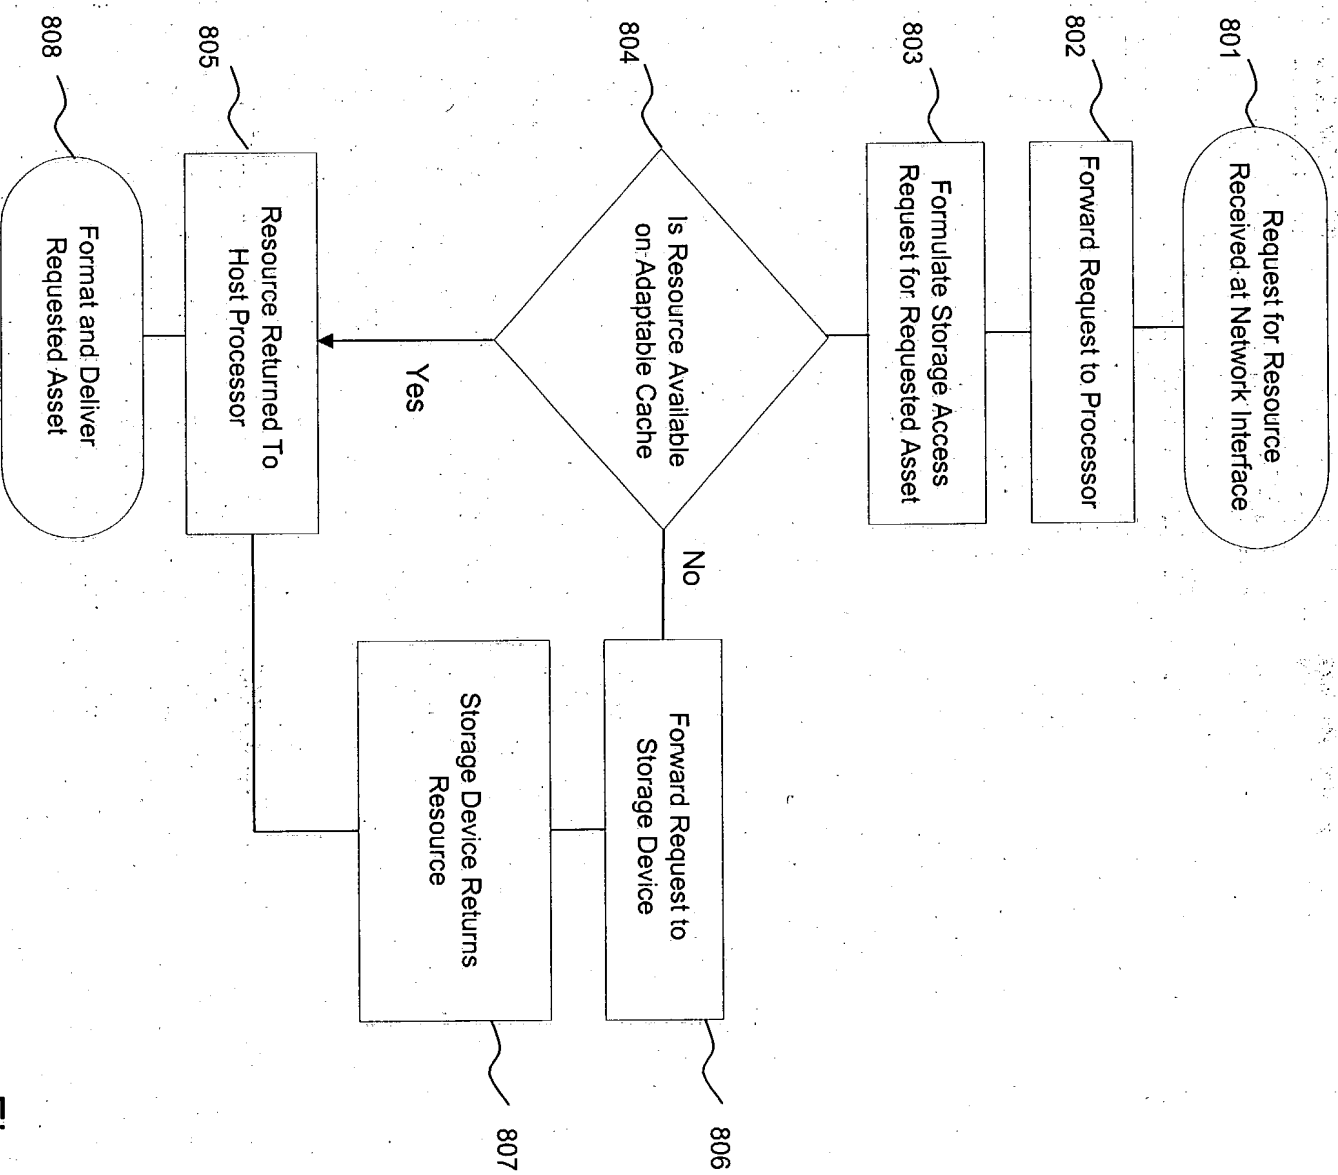 801
Request for Resource
Received at Network Interface
802
Forward Request to Processor
803
Formulate Storage Access
Request for Requested Asset
804
Is Resource Available
on Adaptable Cache
No
Yes
806
Forward Request to
Storage Device
807
Storage Device Returns
Resource
805
Resource Returned To
Host Processor
808
Format and Deliver
Requested Asset